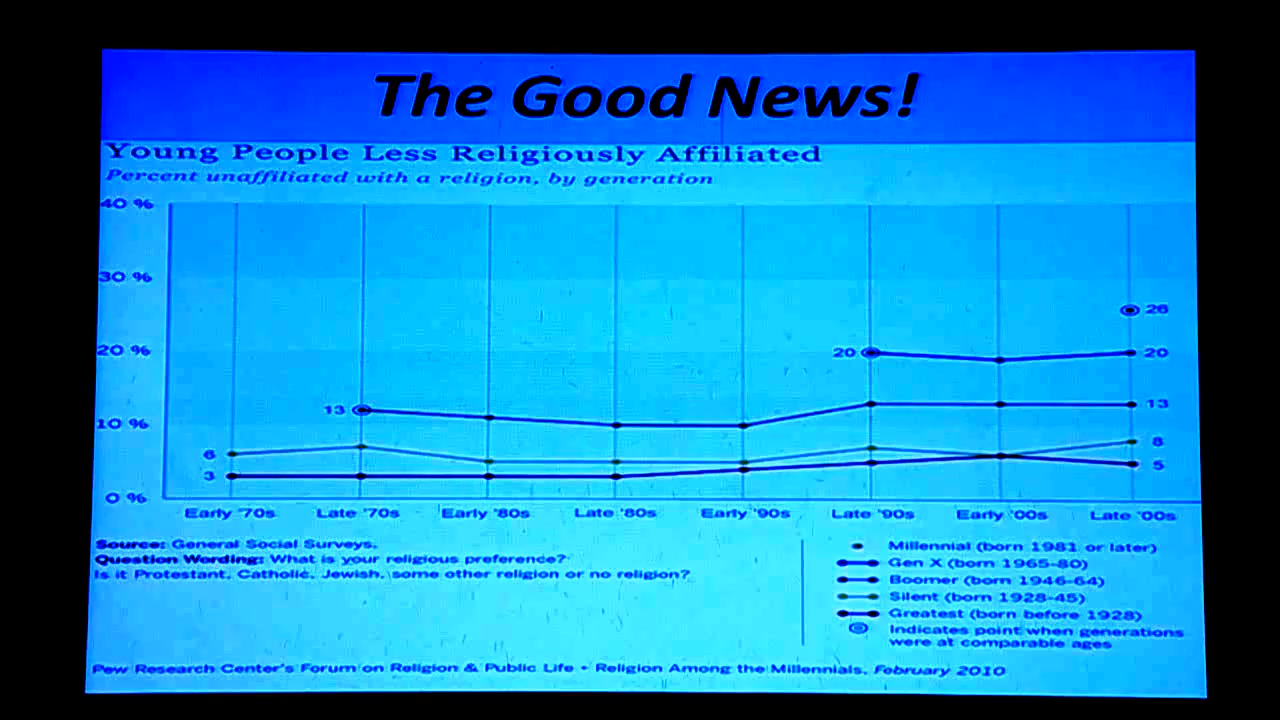 The Good News!
Young People Less Religiously Affiliated
Percent unaffiliated with a religion, by generation
40 %
30 %
20 %
10 %
0 %
26
20
20
13
13
6
8
3
5
Early '70s Late '70s Early '80s Late '80s Early '90s Late '90s Early '00s Late '00s
Source: General Social Surveys.
Question Wording: What is your religious preference?
Is it Protestant, Catholic, Jewish, some other religion or no religion?
Millennial (born 1981 or later)
Gen X (born 1965-80)
Boomer (born 1946-64)
Silent (born 1928-45)
Greatest (born before 1928)
Indicates point when generations
were at comparable ages
Pew Research Center's Forum on Religion & Public Life • Religion Among the Millennials, February 2010